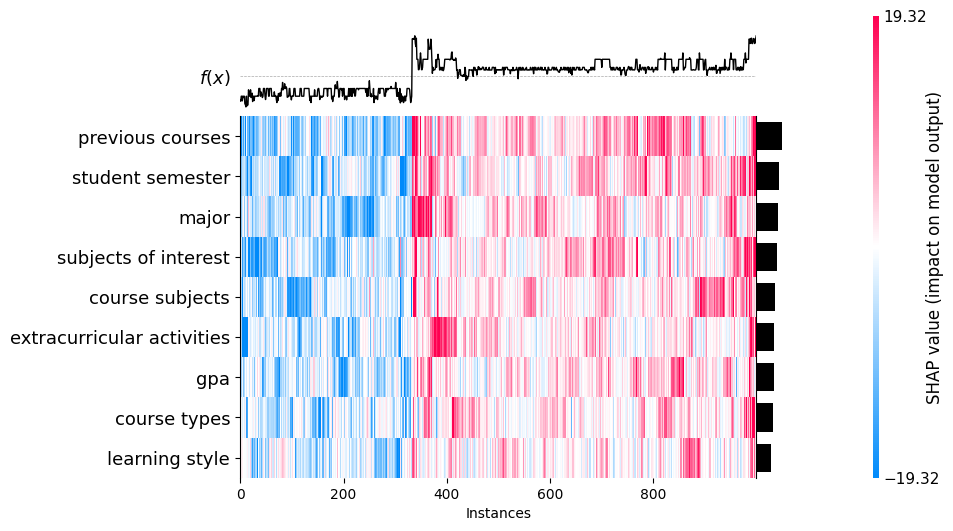 19.32
f(x)
previous courses
student semester
major
subjects of interest
course subjects
extracurricular activities
gpa
course types
learning style
SHAP value (impact on model output)
−19.32
0 200 400 600 800
Instances